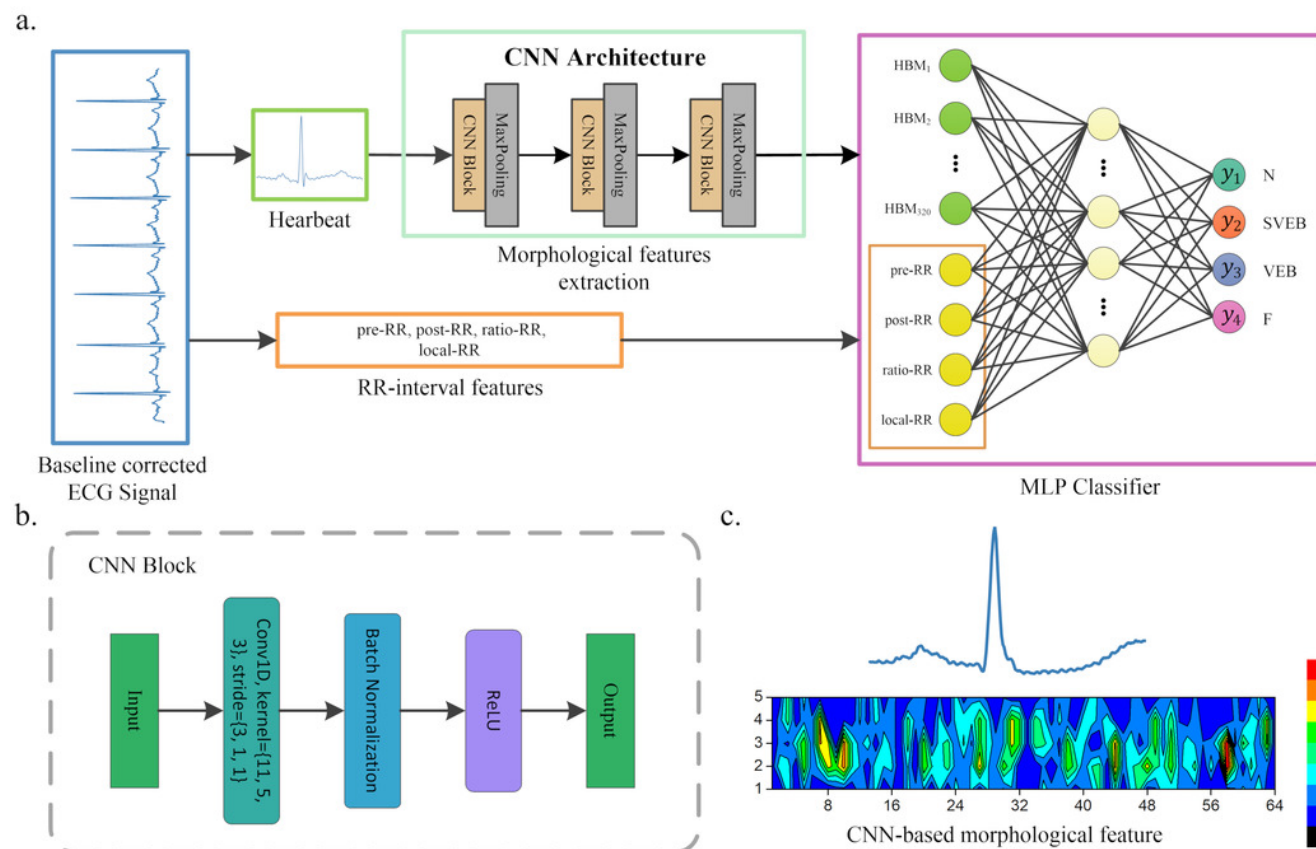 a.
CNN Architecture
CNN Block
MaxPooling
CNN Block
MaxPooling
CNN Block
MaxPooling
Hearbeat
Morphological features
extraction
pre-RR, post-RR, ratio-RR,
local-RR
RR-interval features
Baseline corrected
ECG Signal
HBM1
HBM2
HBM320
pre-RR
post-RR
ratio-RR
local-RR
y1 N
y2 SVEB
y3 VEB
y4 F
MLP Classifier
b.
CNN Block
Input
Conv1D, kernel={11, 5,
3}, stride={3, 1, 1}
Batch Normalization
ReLU
Output
c.
5
4
3
2
1
8 16 24 32 40 48 56 64
CNN-based morphological feature